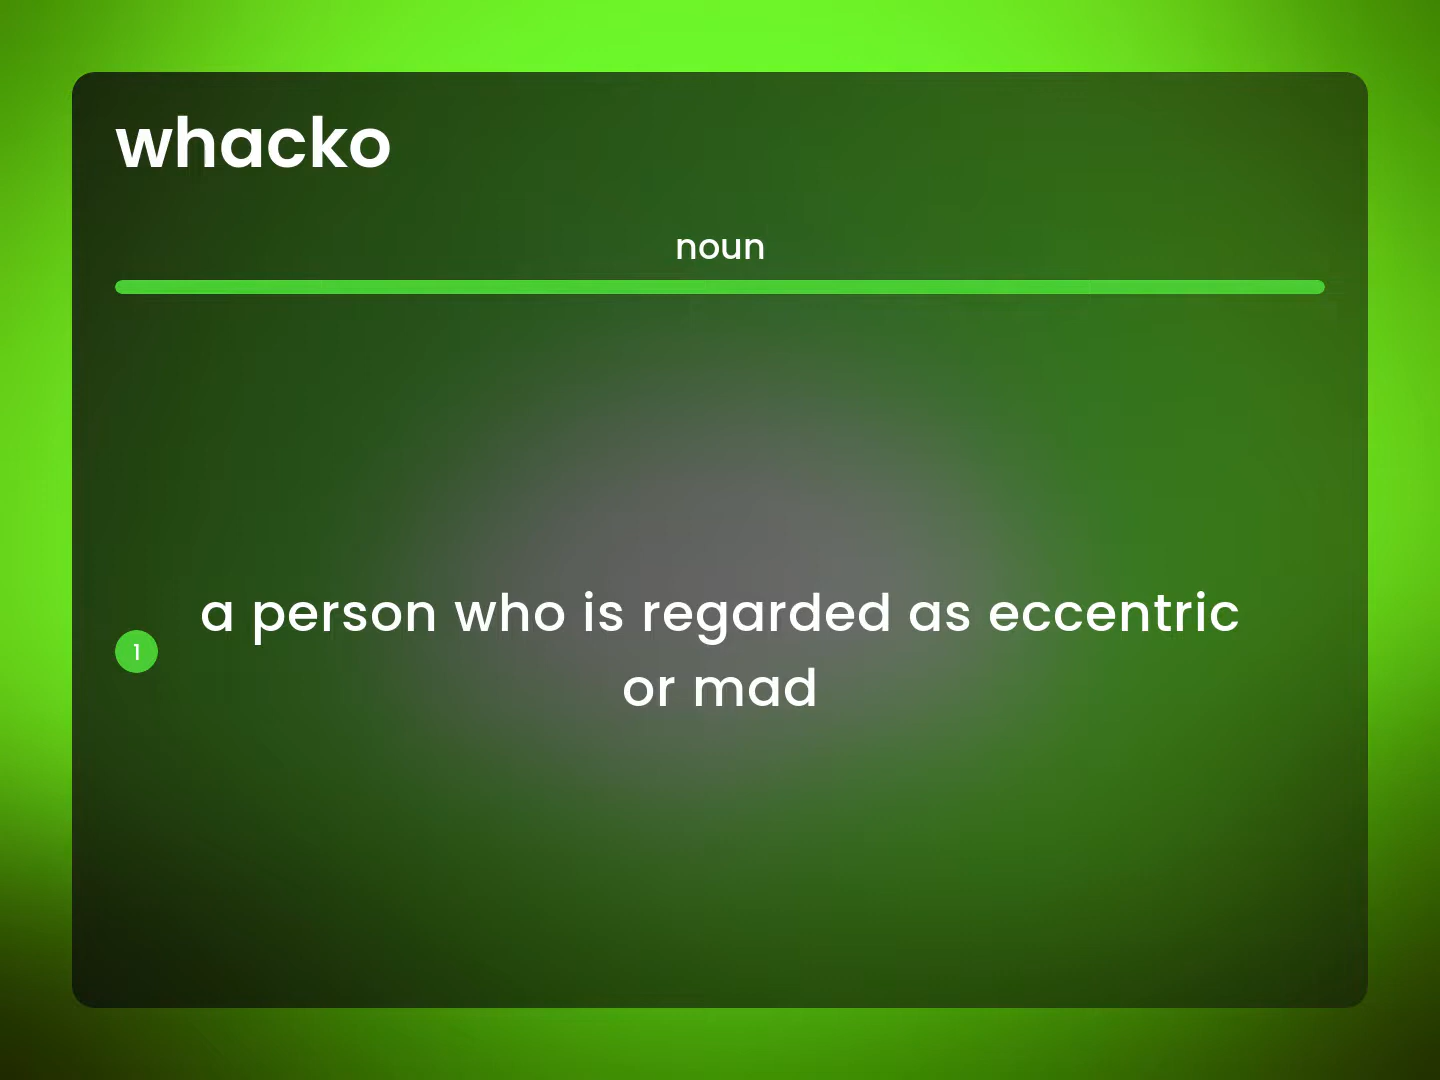 whacko
noun
1
a person who is regarded as eccentric
or mad